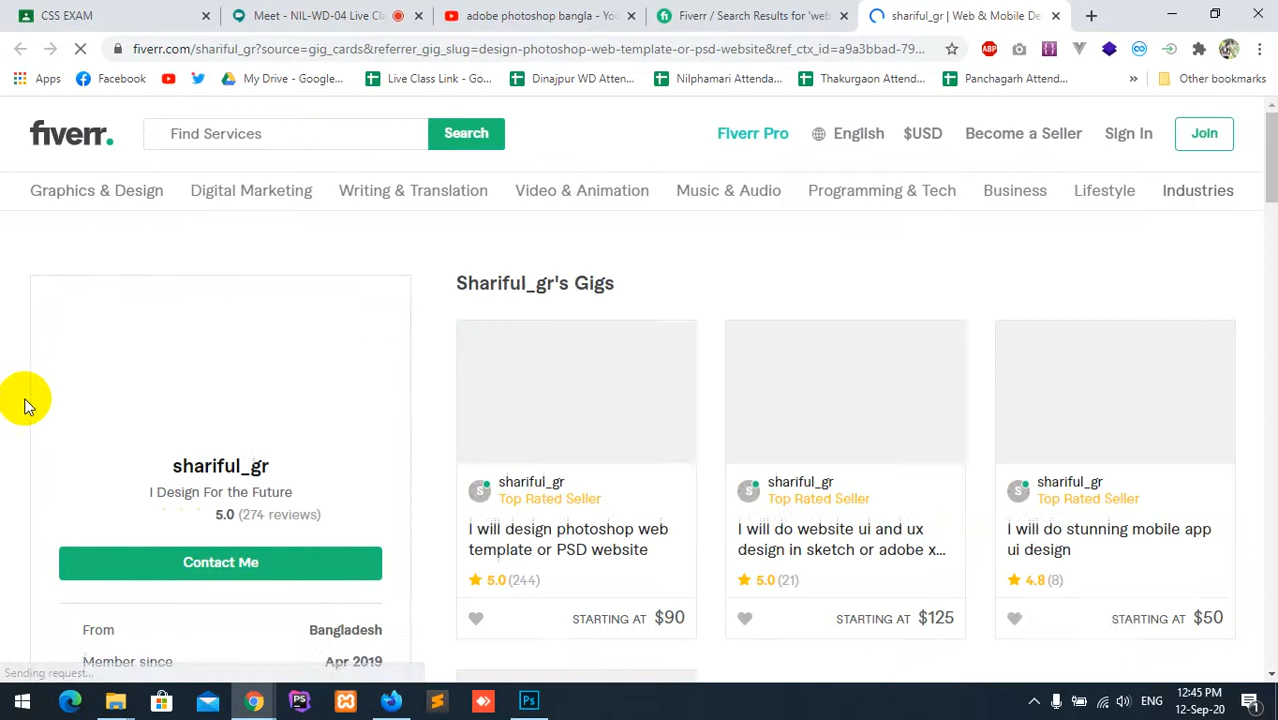 CSS EXAM
Meet - NIL-WD-04 Live Cl
adobe photoshop bangla - Yo
Fiverr / Search Results for 'web
shariful_gr | Web & Mobile De
fiverr.com/shariful_gr?source=gig_cards&referrer_gig_slug=design-photoshop-web-template-or-psd-website&ref_ctx_id=a9a3bbad-79...
ABP
Apps
Facebook
My Drive - Google...
Live Class Link - Go...
Dinajpur WD Atten...
Nilphamari Attenda...
Thakurgaon Attend...
Panchagarh Attend...
»
Other bookmarks
fiverr.
Find Services
Search
Fiverr Pro
English
$USD
Become a Seller
Sign In
Join
Graphics & Design
Digital Marketing
Writing & Translation
Video & Animation
Music & Audio
Programming & Tech
Business
Lifestyle
Industries
Shariful_gr's Gigs
shariful_gr
I Design For the Future
5.0 (274 reviews)
Contact Me
From Bangladesh
Member since Apr 2019
S
shariful_gr
Top Rated Seller
I will design photoshop web
template or PSD website
5.0 (244)
STARTING AT $90
S
shariful_gr
Top Rated Seller
I will do website ui and ux
design in sketch or adobe x...
5.0 (21)
STARTING AT $125
S
shariful_gr
Top Rated Seller
I will do stunning mobile app
ui design
4.8 (8)
STARTING AT $50
Sending request...
PS
Ps
ENG
12:45 PM
12-Sep-20
1